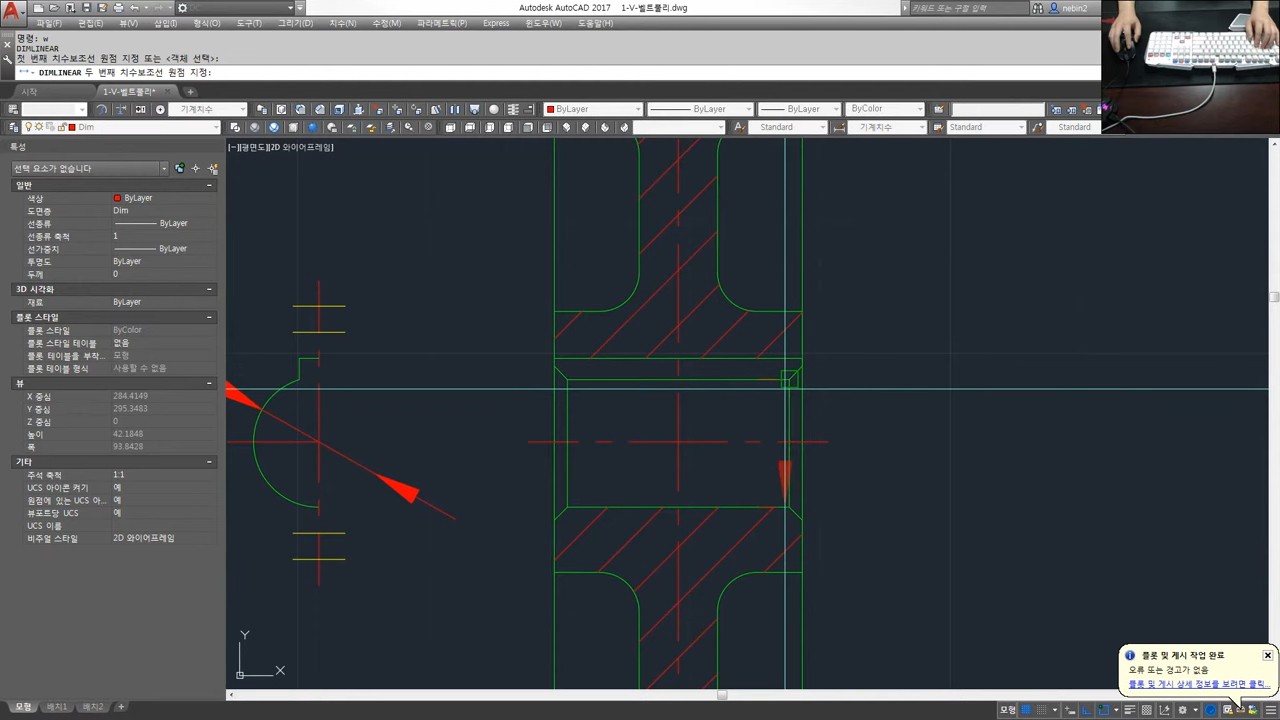 Autodesk AutoCAD 2017 1-V-벨트풀리.dwg
키워드 또는 구절 입력
nebin2
파일(F) 편집(E) 뷰(V) 삽입(I) 형식(O) 도구(T) 그리기(D) 치수(N) 수정(M) 파라메트릭(P) Express 윈도우(W) 도움말(H)
명령: w
DIMLINEAR
첫 번째 치수보조선 원점 지정 또는 <객체 선택>:
DIMLINEAR 두 번째 치수보조선 원점 지정:
시작 1-V-벨트풀리*
기계치수 ByLayer ByLayer ByLayer ByColor
Dim Standard 기계치수 Standard Standard
[-][평면도][2D 와이어프레임]
특성
선택 요소가 없습니다
일반
색상 ByLayer
도면층 Dim
선종류 ByLayer
선종류 축척 1
선가중치 ByLayer
투명도 ByLayer
두께 0
3D 시각화
재료 ByLayer
플롯 스타일
플롯 스타일 ByColor
플롯 스타일 테이블 없음
플롯 테이블을 부착... 모형
플롯 테이블 형식 사용할 수 없음
뷰
X 중심 284.4149
Y 중심 295.3483
Z 중심 0
높이 42.1848
폭 93.8428
기타
주석 축척 1:1
UCS 아이콘 켜기 예
원점에 있는 UCS 아... 예
뷰포트당 UCS 예
UCS 이름
비주얼 스타일 2D 와이어프레임
Y
X
플롯 및 게시 작업 완료
오류 또는 경고가 없음
플롯 및 게시 상세 정보를 보려면 클릭...
모형 배치1 배치2
모형